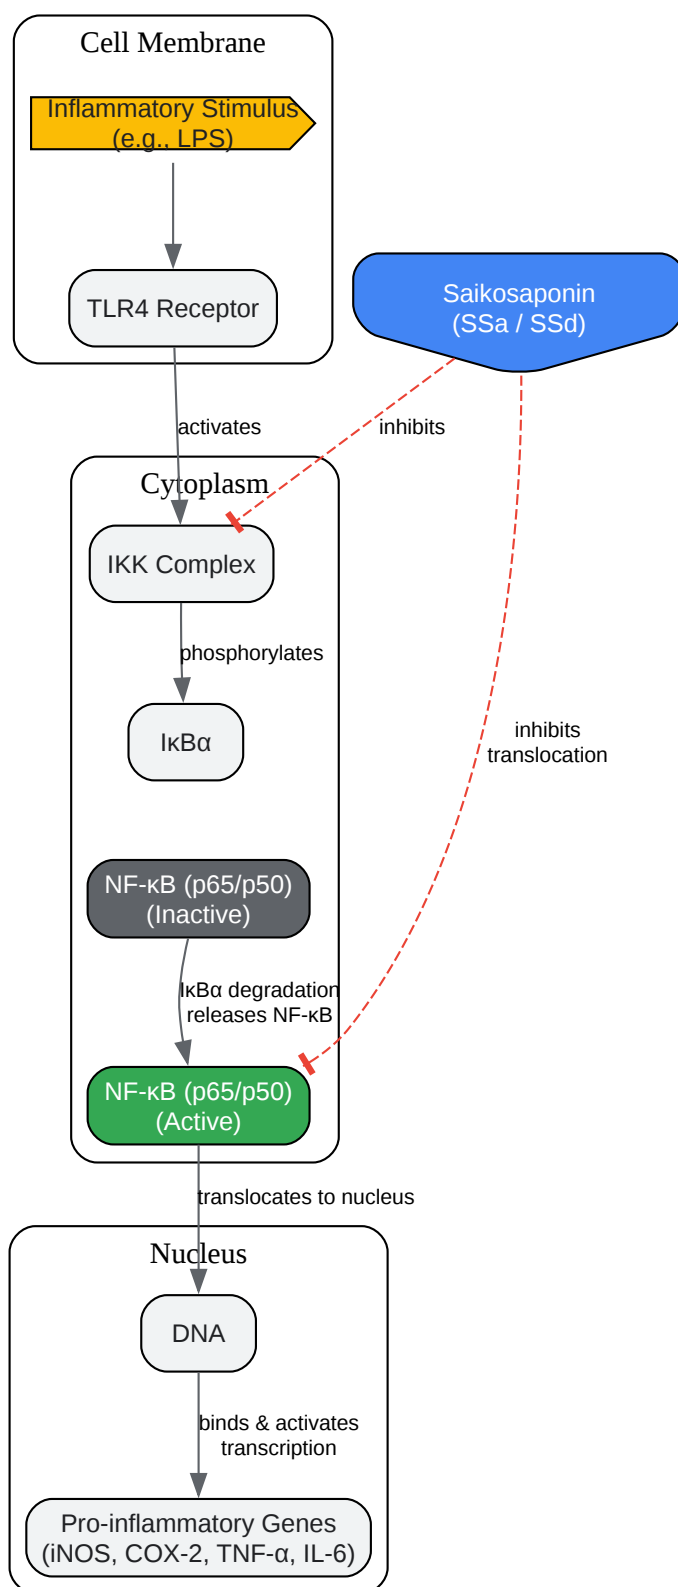 Cell Membrane
Inflammatory Stimulus
(e.g., LPS)
TLR4 Receptor
Saikosaponin
(SSa / SSd)
activates
inhibits
Cytoplasm
IKK Complex
phosphorylates
IκBα
inhibits
translocation
NF-κB (p65/p50)
(Inactive)
IκBα degradation
releases NF-κB
NF-κB (p65/p50)
(Active)
translocates to nucleus
Nucleus
DNA
binds & activates
transcription
Pro-inflammatory Genes
(iNOS, COX-2, TNF-α, IL-6)